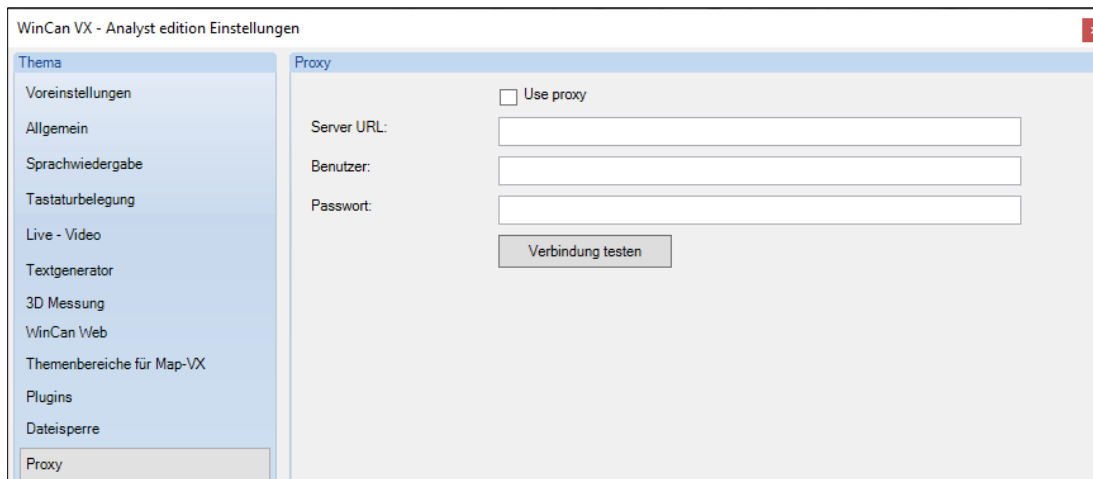 WinCan VX - Analyst edition Einstellungen
Thema
Voreinstellungen
Allgemein
Sprachwiedergabe
Tastaturbelegung
Live - Video
Textgenerator
3D Messung
WinCan Web
Themenbereiche für Map-VX
Plugins
Dateisperre
Proxy
Proxy
Use proxy
Server URL:
Benutzer:
Passwort:
Verbindung testen